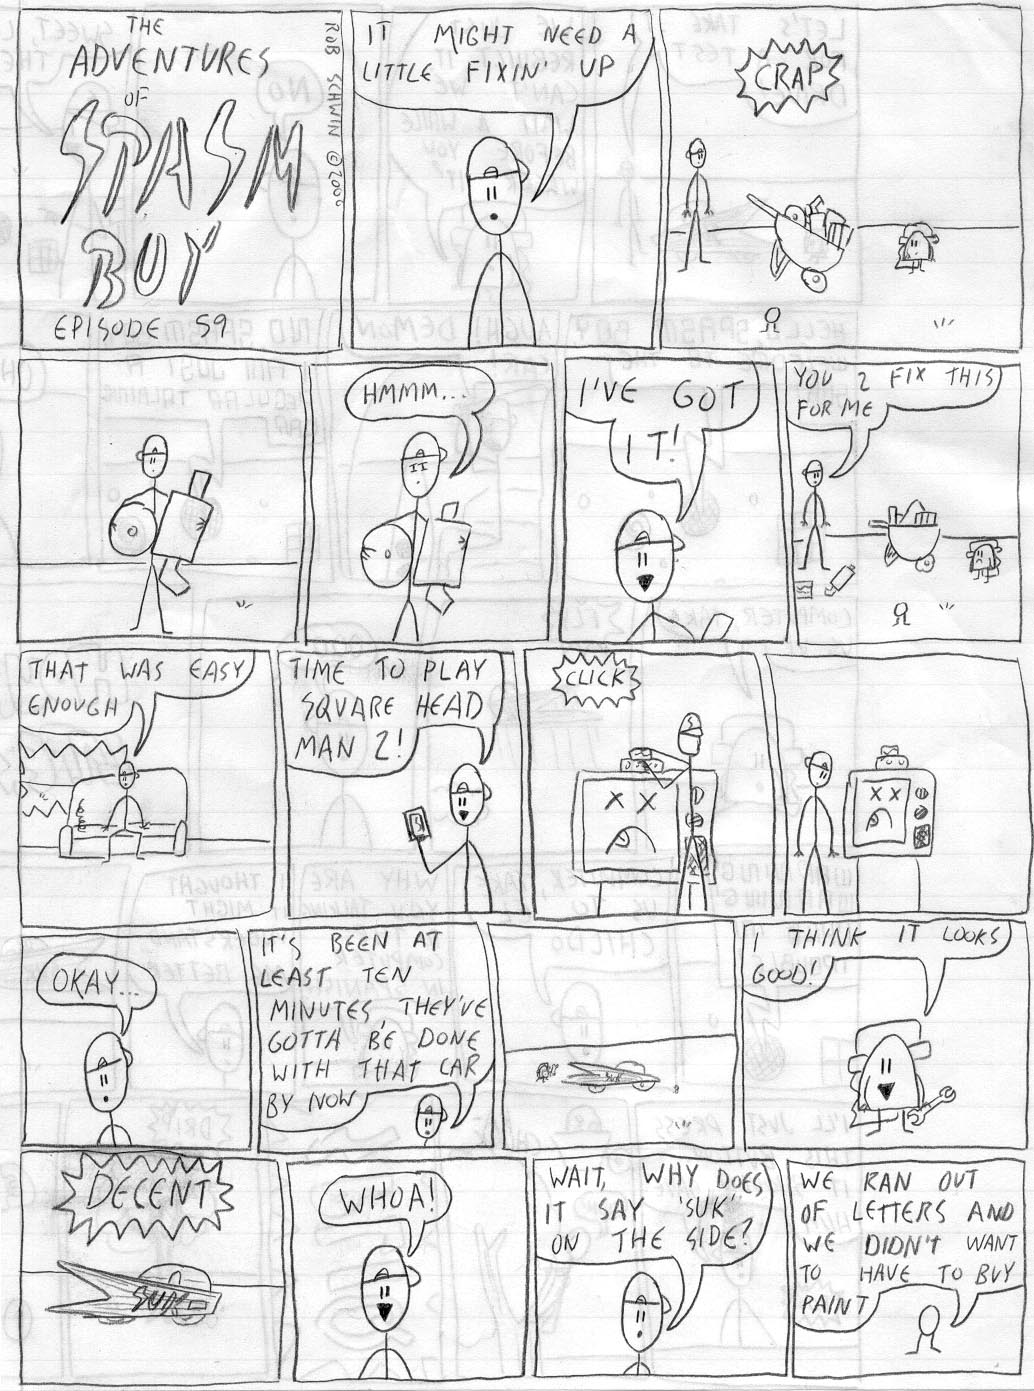 THE
ADVENTURES
OF
SPASM
BOY
EPISODE 59
ROB SCHWIN © 2006
IT MIGHT NEED A
LITTLE FIXIN' UP
CRAP
HMMM...
I'VE GOT
IT!
YOU 2 FIX THIS
FOR ME
THAT WAS EASY
ENOUGH
TIME TO PLAY
SQUARE HEAD
MAN 2!
CLICK
OKAY...
IT'S BEEN AT
LEAST TEN
MINUTES, THEY'VE
GOTTA BE DONE
WITH THAT CAR
BY NOW
SUK
I THINK IT LOOKS
GOOD!
DECENT
SUK
WHOA!
WAIT, WHY DOES
IT SAY "SUK"
ON THE SIDE?
WE RAN OUT
OF LETTERS AND
WE DIDN'T WANT
TO HAVE TO BUY
PAINT